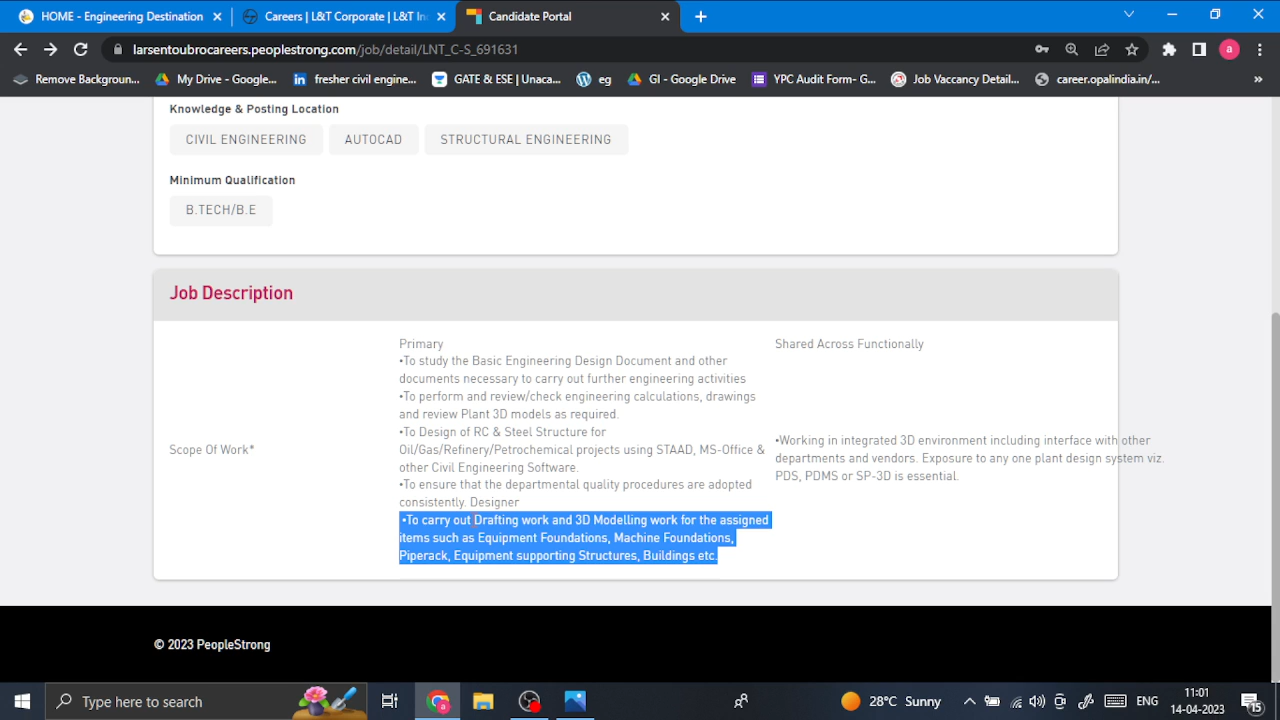 HOME - Engineering Destination
Careers | L&T Corporate | L&T In
Candidate Portal
larsentoubrocareers.peoplestrong.com/job/detail/LNT_C-S_691631
a
Remove Backgroun...
My Drive - Google...
in fresher civil engine...
GATE & ESE | Unaca...
eg
GI - Google Drive
YPC Audit Form- G...
Job Vaccancy Detail...
career.opalindia.in/...
»
Knowledge & Posting Location
CIVIL ENGINEERING
AUTOCAD
STRUCTURAL ENGINEERING
Minimum Qualification
B.TECH/B.E
Job Description
Scope Of Work*
Primary
•To study the Basic Engineering Design Document and other
documents necessary to carry out further engineering activities
•To perform and review/check engineering calculations, drawings
and review Plant 3D models as required.
•To Design of RC & Steel Structure for
Oil/Gas/Refinery/Petrochemical projects using STAAD, MS-Office &
other Civil Engineering Software.
•To ensure that the departmental quality procedures are adopted
consistently. Designer
•To carry out Drafting work and 3D Modelling work for the assigned
items such as Equipment Foundations, Machine Foundations,
Piperack, Equipment supporting Structures, Buildings etc.
Shared Across Functionally
•Working in integrated 3D environment including interface with other
departments and vendors. Exposure to any one plant design system viz.
PDS, PDMS or SP-3D is essential.
© 2023 PeopleStrong
Type here to search
a
28°C Sunny
ENG
11:01
14-04-2023
15